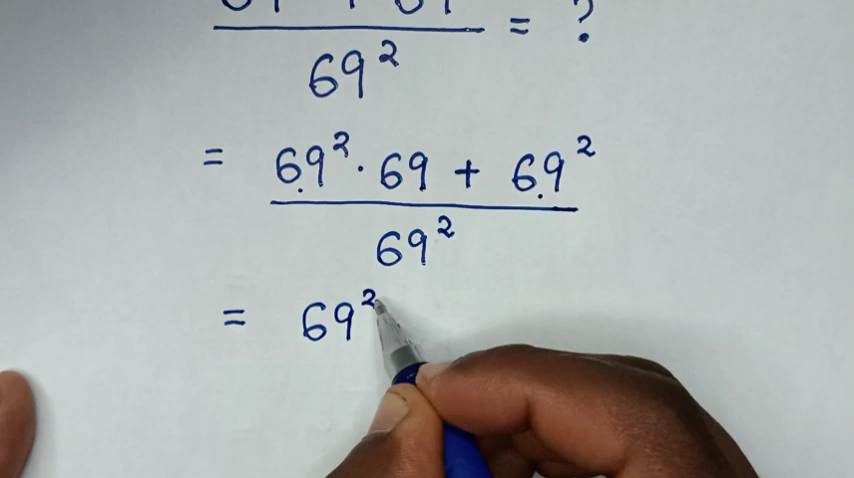 = ?
69²
= 69² · 69 + 69²
69²
= 69²